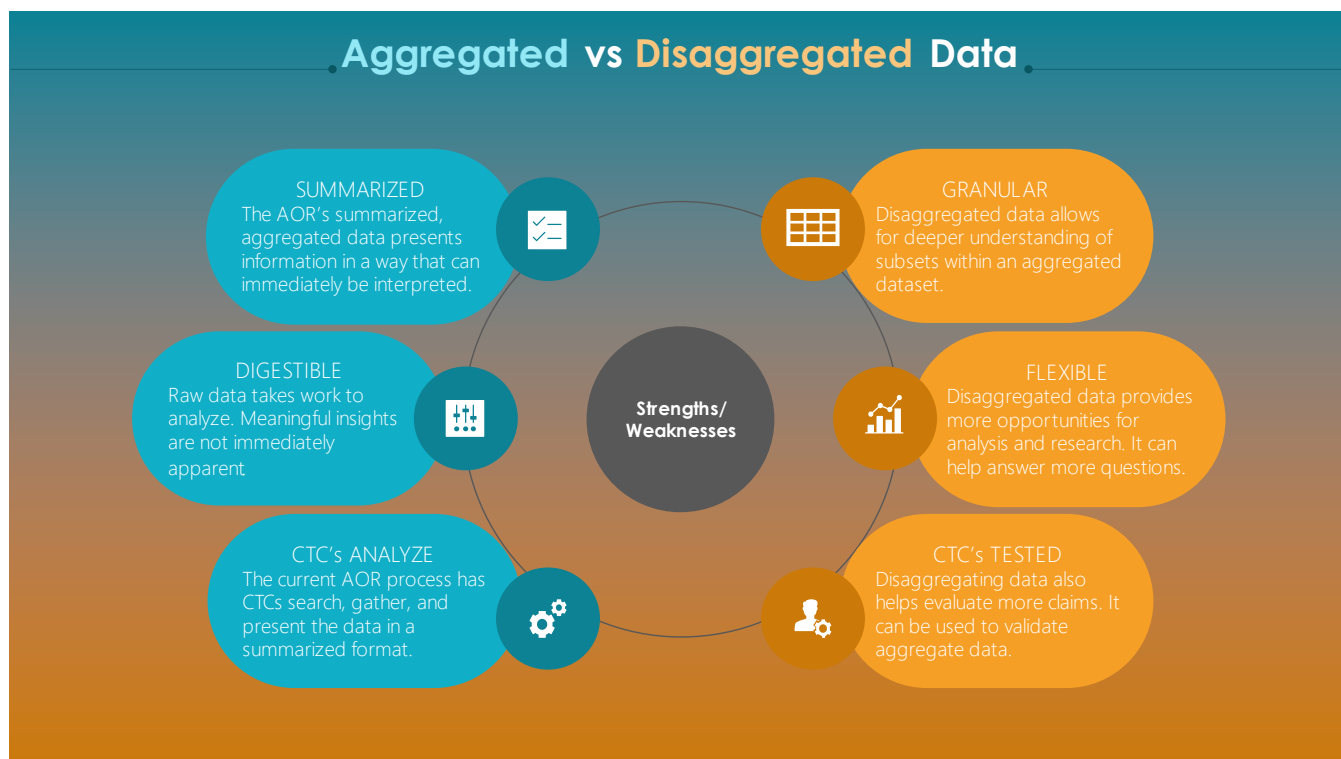 Aggregated vs Disaggregated Data
SUMMARIZED
The AOR's summarized,
aggregated data presents
information in a way that can
immediately be interpreted.
DIGESTIBLE
Raw data takes work to
analyze. Meaningful insights
are not immediately
apparent
CTC's ANALYZE
The current AOR process has
CTCs search, gather, and
present the data in a
summarized format.
Strengths/
Weaknesses
GRANULAR
Disaggregated data allows
for deeper understanding of
subsets within an aggregated
dataset.
FLEXIBLE
Disaggregated data provides
more opportunities for
analysis and research. It can
help answer more questions.
CTC's TESTED
Disaggregating data also
helps evaluate more claims. It
can be used to validate
aggregate data.